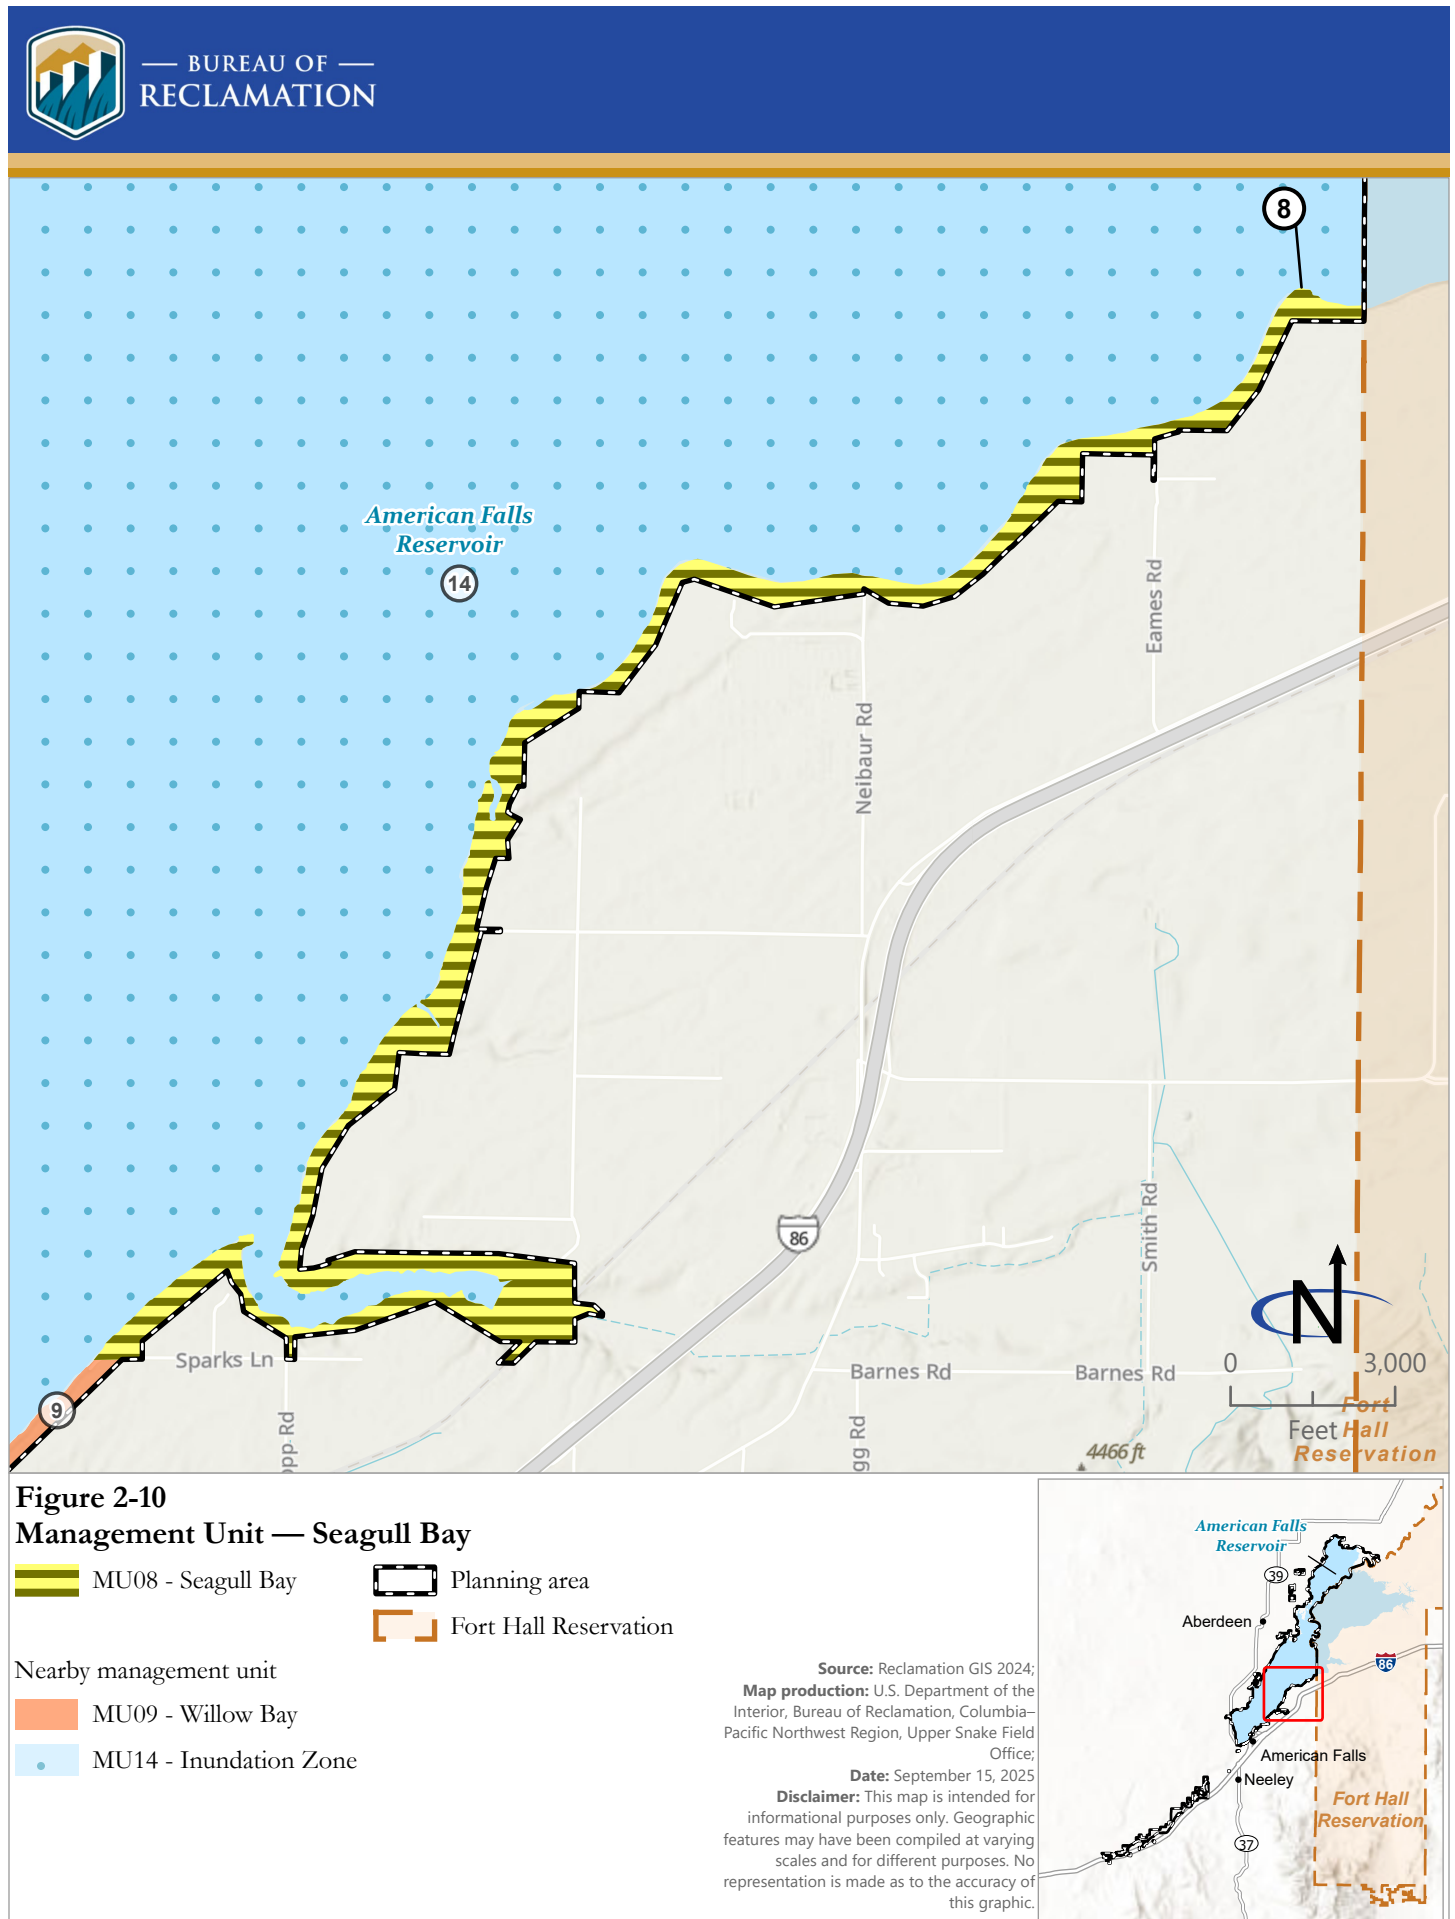 BUREAU OF
RECLAMATION
8
American Falls
Reservoir
14
Eames Rd
Neibaur Rd
86
Smith Rd
N
Sparks Ln
Barnes Rd
Barnes Rd
0 3,000
Feet
9
opp Rd
gg Rd
4466 ft
Fort
Hall
Reservation
Figure 2-10
Management Unit — Seagull Bay
MU08 - Seagull Bay
Planning area
Fort Hall Reservation
Nearby management unit
MU09 - Willow Bay
MU14 - Inundation Zone
Source: Reclamation GIS 2024;
Map production: U.S. Department of the
Interior, Bureau of Reclamation, Columbia–
Pacific Northwest Region, Upper Snake Field
Office;
Date: September 15, 2025
Disclaimer: This map is intended for
informational purposes only. Geographic
features may have been compiled at varying
scales and for different purposes. No
representation is made as to the accuracy of
this graphic.
American Falls
Reservoir
39
Aberdeen
86
American Falls
Neeley
Fort Hall
Reservation
37